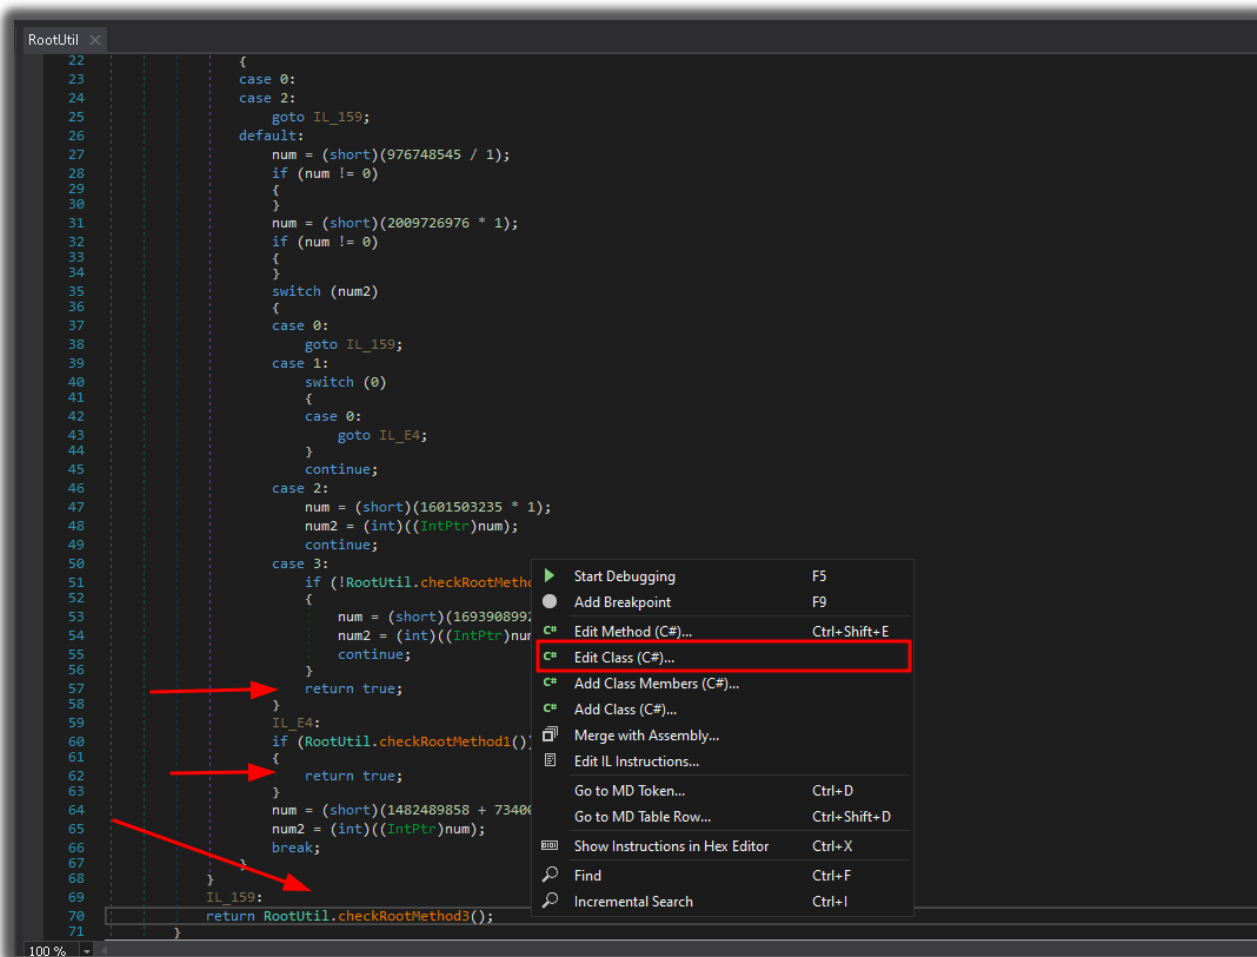 RootUtil
22 {
23 case 0:
24 case 2:
25 goto IL_159;
26 default:
27 num = (short)(976748545 / 1);
28 if (num != 0)
29 {
30 }
31 num = (short)(2009726976 * 1);
32 if (num != 0)
33 {
34 }
35 switch (num2)
36 {
37 case 0:
38 goto IL_159;
39 case 1:
40 switch (0)
41 {
42 case 0:
43 goto IL_E4;
44 }
45 continue;
46 case 2:
47 num = (short)(1601503235 * 1);
48 num2 = (int)((IntPtr)num);
49 continue;
50 case 3:
51 if (!RootUtil.checkRootMetho
52 {
53 num = (short)(1693908992
54 num2 = (int)((IntPtr)num
55 continue;
56 }
57 return true;
58 }
59 IL_E4:
60 if (RootUtil.checkRootMethod1())
61 {
62 return true;
63 }
64 num = (short)(1482489858 + 73400
65 num2 = (int)((IntPtr)num);
66 break;
67 }
68 }
69 IL_159:
70 return RootUtil.checkRootMethod3();
71 }
100 %
Start Debugging F5
Add Breakpoint F9
C# Edit Method (C#)... Ctrl+Shift+E
C# Edit Class (C#)...
C# Add Class Members (C#)...
C# Add Class (C#)...
Merge with Assembly...
Edit IL Instructions...
Go to MD Token... Ctrl+D
Go to MD Table Row... Ctrl+Shift+D
Show Instructions in Hex Editor Ctrl+X
Find Ctrl+F
Incremental Search Ctrl+I